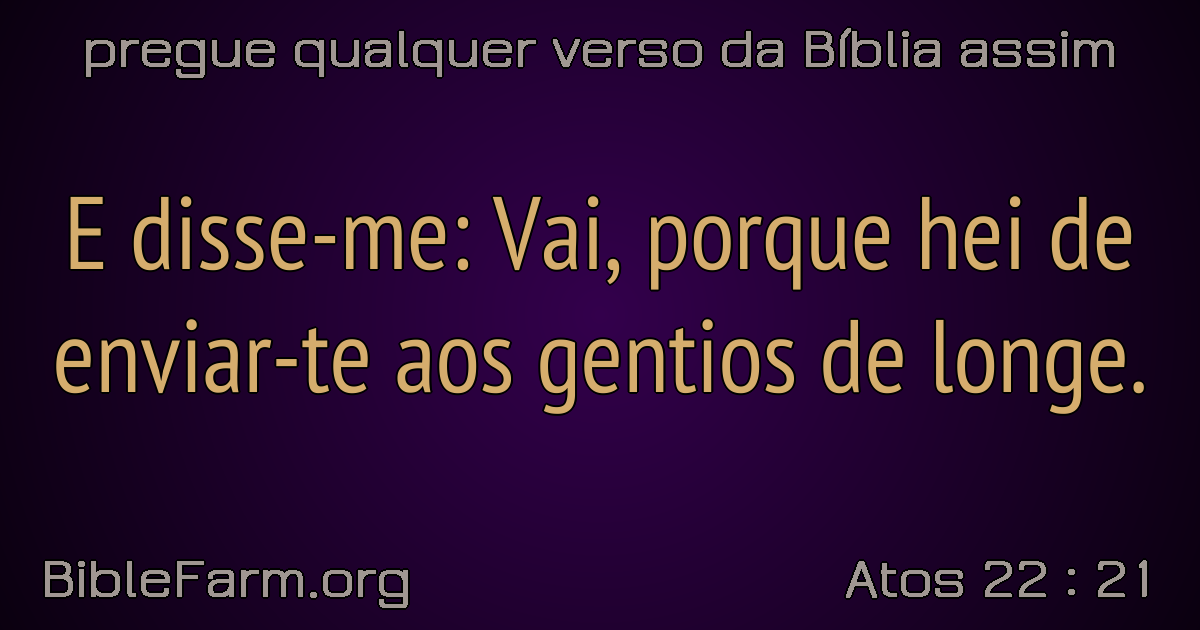 pregue qualquer verso da Bíblia assim
E disse-me: Vai, porque hei de
enviar-te aos gentios de longe.
BibleFarm.org
Atos 22 : 21